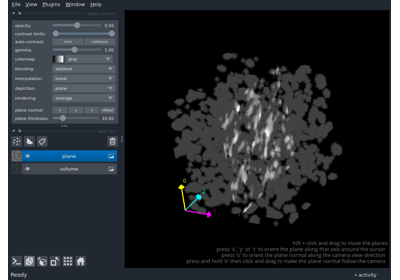 File View Plugins Window Help
opacity: 0.50
contrast limits:
auto-contrast: once continuous
gamma: 1.00
colormap: gray
blending: additive
interpolation: linear
depiction: plane
rendering: average
plane normal: x y z oblique
plane thickness: 10.00
plane
volume
0
hift + click and drag to move the planes
press 'x', 'y' or 'z' to orient the plane along that axis around the cursor
press 'o' to orient the plane normal along the camera view direction
press and hold 'o' then click and drag to make the plane normal follow the camera
Ready
activity